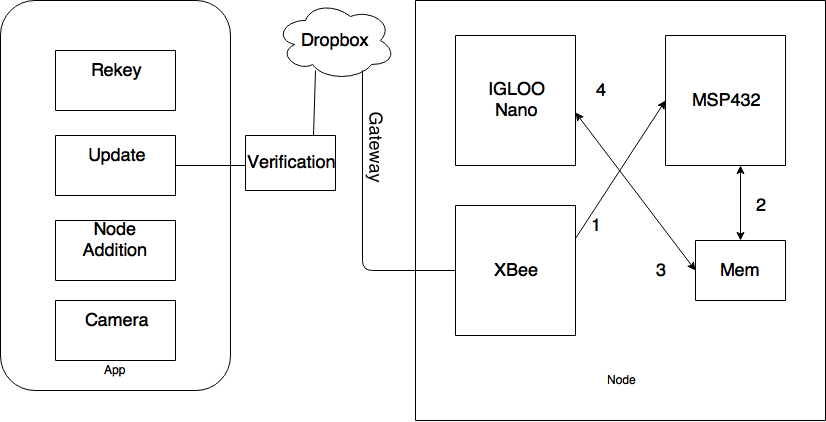 Rekey
Update
Node
Addition
Camera
App
Verification
Dropbox
Gateway
IGLOO
Nano
4
MSP432
1
2
XBee
3
Mem
Node